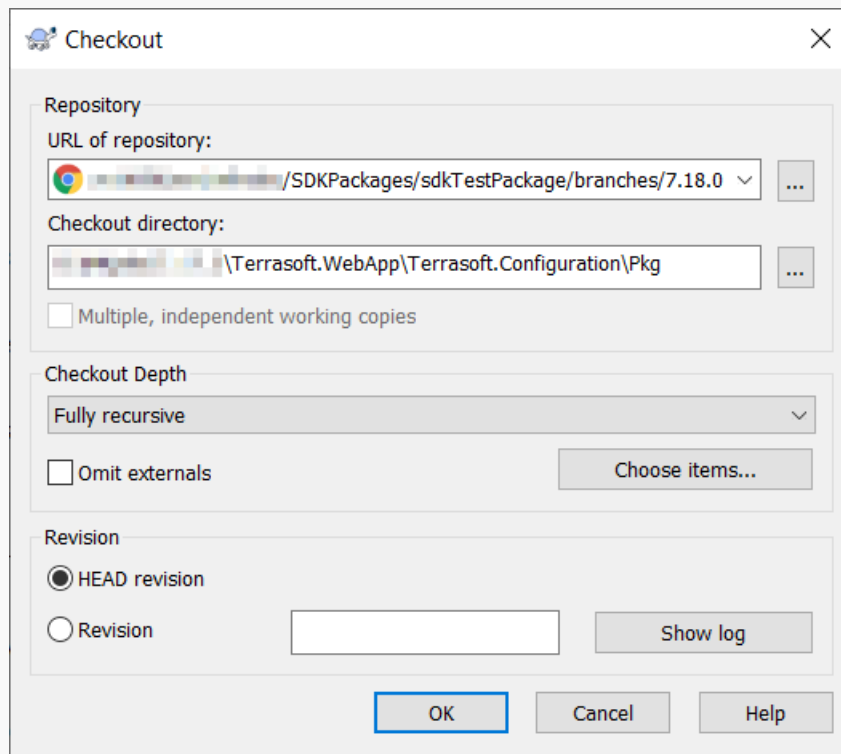 Checkout
Repository
URL of repository:
/SDKPackages/sdkTestPackage/branches/7.18.0
...
Checkout directory:
\Terrasoft.WebApp\Terrasoft.Configuration\Pkg
...
Multiple, independent working copies
Checkout Depth
Fully recursive
Omit externals
Choose items...
Revision
HEAD revision
Revision
Show log
OK
Cancel
Help